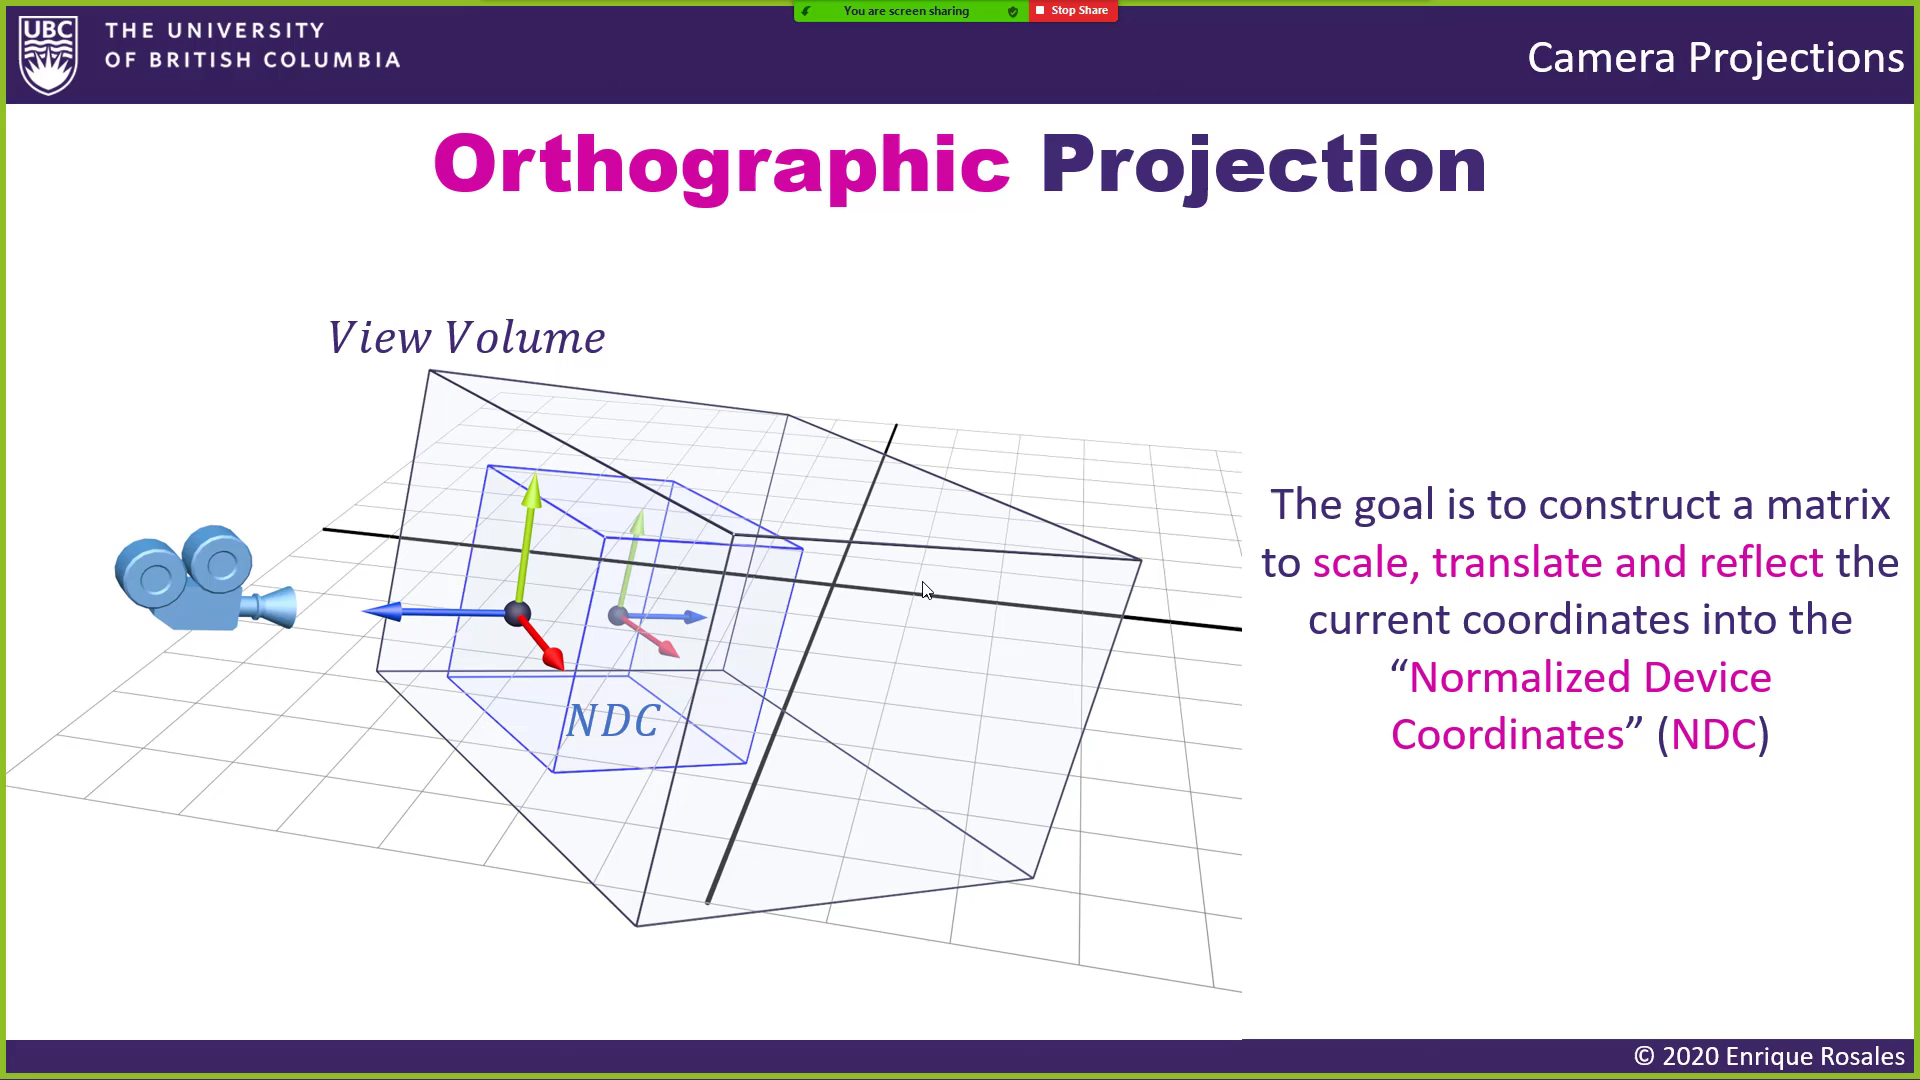 You are screen sharing
Stop Share
UBC
THE UNIVERSITY
OF BRITISH COLUMBIA
Camera Projections
Orthographic Projection
View Volume
NDC
The goal is to construct a matrix
to scale, translate and reflect the
current coordinates into the
“Normalized Device
Coordinates” (NDC)
© 2020 Enrique Rosales